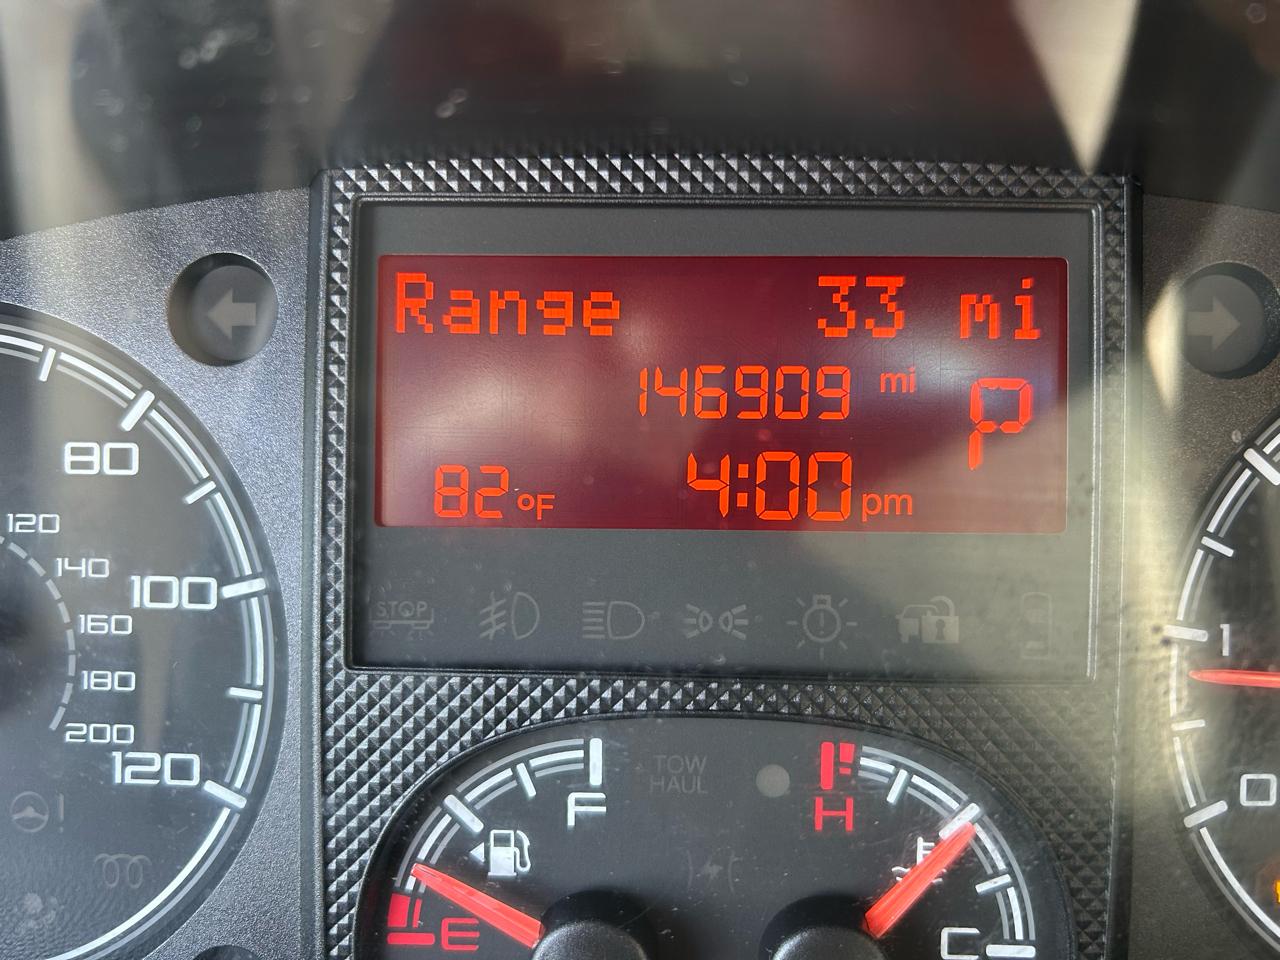 Range 33 mi
146909 mi P
82°F 4:00 pm
80
120
140
100
160
180
200
120
STOP
1
0
TOW
HAUL
F
H
E
C